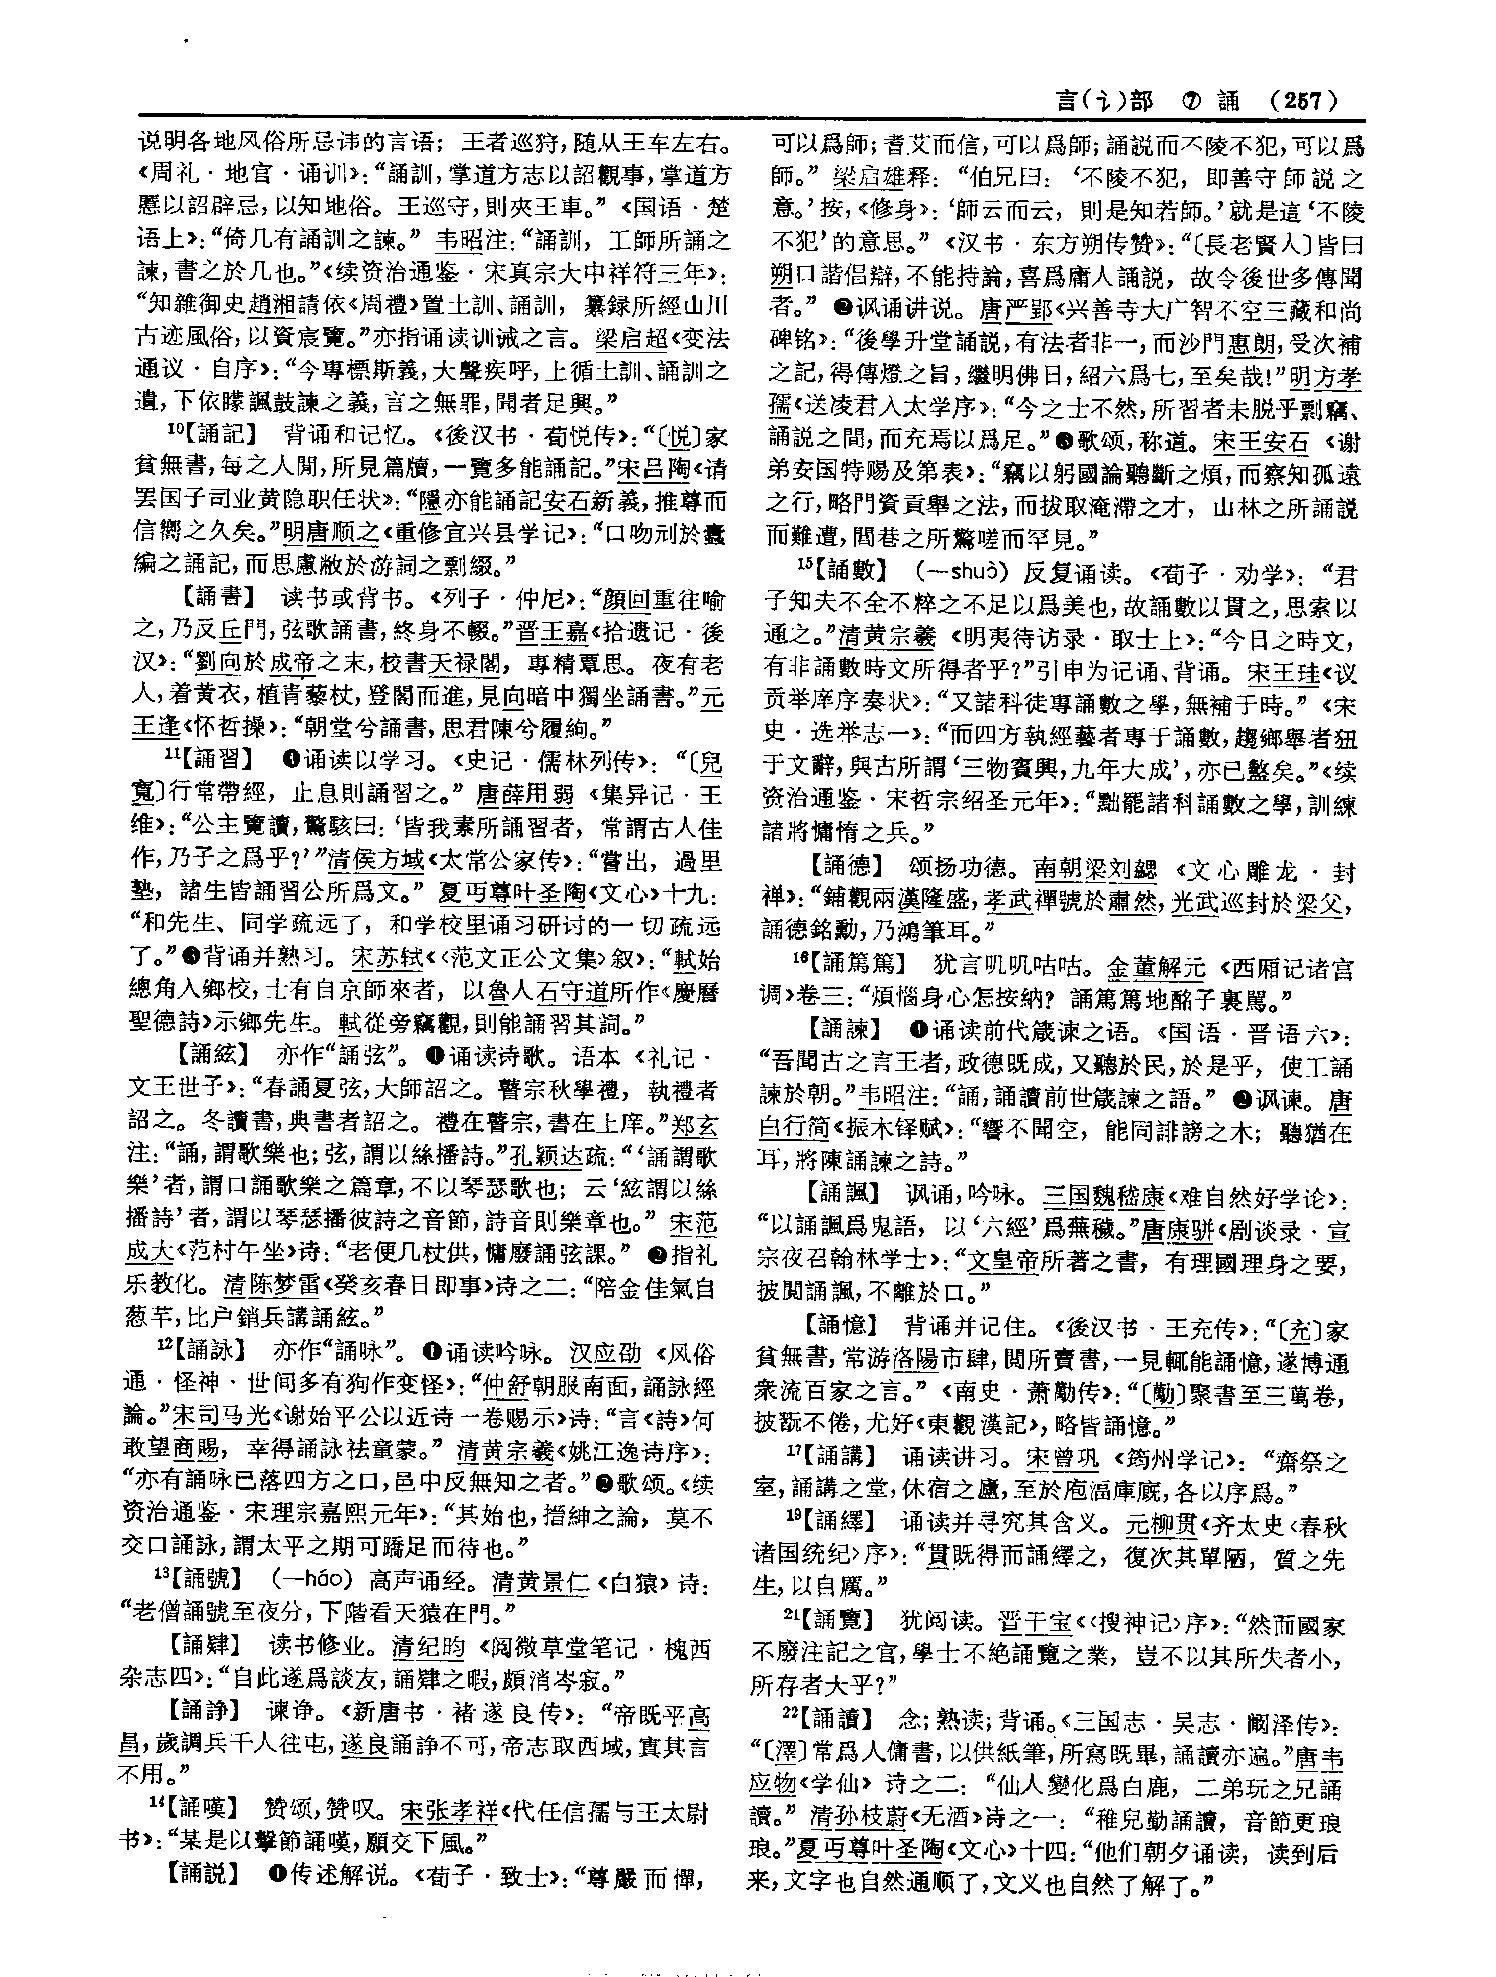 言(讠)部 ⑦ 誦 (257)
说明各地风俗所忌讳的言语；王者巡狩，随从王车左右。
《周礼·地官·诵训》：“誦訓，掌道方志以詔觀事，掌道方
慝以詔辟忌，以知地俗。王巡守，則夾王車。”《国语·楚
语上》：“倚几有誦訓之諫。”韦昭注：“誦訓，工師所誦之
諫，書之於几也。”《续资治通鉴·宋真宗大中祥符三年》：
“知雜御史趙湘請依《周禮》置土訓、誦訓，纂録所經山川
古迹風俗，以資宸覽。”亦指诵读训诫之言。梁启超《变法
通议·自序》：“今專標斯義，大聲疾呼，上循土訓、誦訓之
遺，下依矇諷鼓諫之義，言之無罪，聞者足興。”
¹⁰【誦記】 背诵和记忆。《後汉书·荀悦传》：“〔悦〕家
貧無書，每之人間，所見篇牘，一覽多能誦記。”宋吕陶《请
罢国子司业黄隐职任状》：“隱亦能誦記安石新義，推尊而
信嚮之久矣。”明唐顺之《重修宜兴县学记》：“口吻刓於蠹
編之誦記，而思慮敝於游詞之剽綴。”
【誦書】 读书或背书。《列子·仲尼》：“顔回重往喻
之，乃反丘門，弦歌誦書，終身不輟。”晋王嘉《拾遗记·後
汉》：“劉向於成帝之末，校書天禄閣，專精覃思。夜有老
人，着黄衣，植青藜杖，登閣而進，見向暗中獨坐誦書。”元
王逢《怀哲操》：“朝堂兮誦書，思君陳兮履絢。”
¹¹【誦習】 ❶诵读以学习。《史记·儒林列传》：“〔兒
寬〕行常帶經，止息則誦習之。”唐薛用弱《集异记·王
维》：“公主覽讀，驚駭曰：‘皆我素所誦習者，常謂古人佳
作，乃子之爲乎？’”清侯方域《太常公家传》：“嘗出，過里
塾，諸生皆誦習公所爲文。”夏丏尊叶圣陶《文心》十九：
“和先生、同学疏远了，和学校里诵习研讨的一切疏远
了。”❷背诵并熟习。宋苏轼《〈范文正公文集〉叙》：“軾始
總角入鄉校，士有自京師來者，以魯人石守道所作《慶曆
聖德詩》示鄉先生。軾從旁竊觀，則能誦習其詞。”
【誦絃】 亦作“誦弦”。❶诵读诗歌。语本《礼记·
文王世子》：“春誦夏弦，大師詔之。瞽宗秋學禮，執禮者
詔之。冬讀書，典書者詔之。禮在瞽宗，書在上庠。”郑玄
注：“誦，謂歌樂也；弦，謂以絲播詩。”孔颖达疏：“‘誦謂歌
樂’者，謂口誦歌樂之篇章，不以琴瑟歌也；云‘絃謂以絲
播詩’者，謂以琴瑟播彼詩之音節，詩音則樂章也。”宋范
成大《范村午坐》诗：“老便几杖供，慵廢誦弦課。”❷指礼
乐教化。清陈梦雷《癸亥春日即事》诗之二：“陪金佳氣自
葱芊，比户銷兵講誦絃。”
¹²【誦詠】 亦作“誦咏”。❶诵读吟咏。汉应劭《风俗
通·怪神·世间多有狗作变怪》：“仲舒朝服南面，誦詠經
論。”宋司马光《谢始平公以近诗一卷赐示》诗：“言《詩》何
敢望商賜，幸得誦詠祛童蒙。”清黄宗羲《姚江逸诗序》：
“亦有誦咏已落四方之口，邑中反無知之者。”❷歌颂。《续
资治通鉴·宋理宗嘉熙元年》：“其始也，搢紳之論，莫不
交口誦詠，謂太平之期可蹻足而待也。”
¹³【誦號】 （—háo）高声诵经。清黄景仁《白猿》诗：
“老僧誦號至夜分，下階看天猿在門。”
【誦肄】 读书修业。清纪昀《阅微草堂笔记·槐西
杂志四》：“自此遂爲談友，誦肄之暇，頗消岑寂。”
【誦諍】 谏诤。《新唐书·褚遂良传》：“帝既平高
昌，歲調兵千人往屯，遂良誦諍不可，帝志取西域，寘其言
不用。”
¹⁴【誦嘆】 赞颂，赞叹。宋张孝祥《代任信孺与王太尉
书》：“某是以擊節誦嘆，願交下風。”
【誦説】 ❶传述解说。《荀子·致士》：“尊嚴而憚，
可以爲師；耆艾而信，可以爲師；誦説而不陵不犯，可以爲
師。”梁启雄释：“伯兄曰：‘不陵不犯，即善守師説之
意。’按，《修身》：‘師云而云，則是知若師。’就是這‘不陵
不犯’的意思。”《汉书·东方朔传赞》：“〔長老賢人〕皆曰
朔口諧倡辯，不能持論，喜爲庸人誦説，故令後世多傳聞
者。”❷讽诵讲说。唐严郢《兴善寺大广智不空三藏和尚
碑铭》：“後學升堂誦説，有法者非一，而沙門惠朗，受次補
之記，得傳燈之旨，繼明佛日，紹六爲七，至矣哉！”明方孝
孺《送凌君入太学序》：“今之士不然，所習者未脱乎剽竊、
誦説之間，而充焉以爲足。”❸歌颂，称道。宋王安石《谢
弟安国特赐及第表》：“竊以躬國論聽斷之煩，而察知孤遠
之行，略門資貢舉之法，而拔取淹滯之才，山林之所誦説
而難遭，閭巷之所驚嗟而罕見。”
¹⁵【誦數】 （—shuò）反复诵读。《荀子·劝学》：“君
子知夫不全不粹之不足以爲美也，故誦數以貫之，思索以
通之。”清黄宗羲《明夷待访录·取士上》：“今日之時文，
有非誦數時文所得者乎？”引申为记诵、背诵。宋王珪《议
贡举庠序奏状》：“又諸科徒專誦數之學，無補于時。”《宋
史·选举志一》：“而四方執經藝者專于誦數，趨鄉舉者狃
于文辭，與古所謂‘三物賓興，九年大成’，亦已盩矣。”《续
资治通鉴·宋哲宗绍圣元年》：“黜罷諸科誦數之學，訓練
諸將慵惰之兵。”
【誦德】 颂扬功德。南朝梁刘勰《文心雕龙·封
禅》：“鋪觀兩漢隆盛，孝武禪號於肅然，光武巡封於梁父，
誦德銘勳，乃鴻筆耳。”
¹⁶【誦篤篤】 犹言叽叽咕咕。金董解元《西厢记诸宫
调》卷三：“煩惱身心怎按納？誦篤篤地酩子裏駡。”
【誦諫】 ❶诵读前代箴谏之语。《国语·晋语六》：
“吾聞古之言王者，政德既成，又聽於民，於是乎，使工誦
諫於朝。”韦昭注：“誦，誦讀前世箴諫之語。”❷讽谏。唐
白行简《振木铎赋》：“響不聞空，能同誹謗之木；聽猶在
耳，將陳誦諫之詩。”
【誦諷】 讽诵，吟咏。三国魏嵇康《难自然好学论》：
“以誦諷爲鬼語，以‘六經’爲蕪穢。”唐康骈《剧谈录·宣
宗夜召翰林学士》：“文皇帝所著之書，有理國理身之要，
披閲誦諷，不離於口。”
【誦憶】 背诵并记住。《後汉书·王充传》：“〔充〕家
貧無書，常游洛陽市肆，閲所賣書，一見輒能誦憶，遂博通
衆流百家之言。”《南史·萧勱传》：“〔勱〕聚書至三萬卷，
披翫不倦，尤好《東觀漢記》，略皆誦憶。”
¹⁷【誦講】 诵读讲习。宋曾巩《筠州学记》：“齋祭之
室，誦講之堂，休宿之廬，至於庖湢庫厩，各以序爲。”
¹⁹【誦繹】 诵读并寻究其含义。元柳贯《齐太史〈春秋
诸国统纪〉序》：“貫既得而誦繹之，復次其單陋，質之先
生，以自厲。”
²¹【誦覽】 犹阅读。晋干宝《〈搜神记〉序》：“然而國家
不廢注記之官，學士不絶誦覽之業，豈不以其所失者小，
所存者大乎？”
²²【誦讀】 念；熟读；背诵。《三国志·吴志·阚泽传》：
“〔澤〕常爲人傭書，以供紙筆，所寫既畢，誦讀亦遍。”唐韦
应物《学仙》诗之二：“仙人變化爲白鹿，二弟玩之兄誦
讀。”清孙枝蔚《无酒》诗之一：“稚兒勤誦讀，音節更琅
琅。”夏丏尊叶圣陶《文心》十四：“他们朝夕诵读，读到后
来，文字也自然通顺了，文义也自然了解了。”